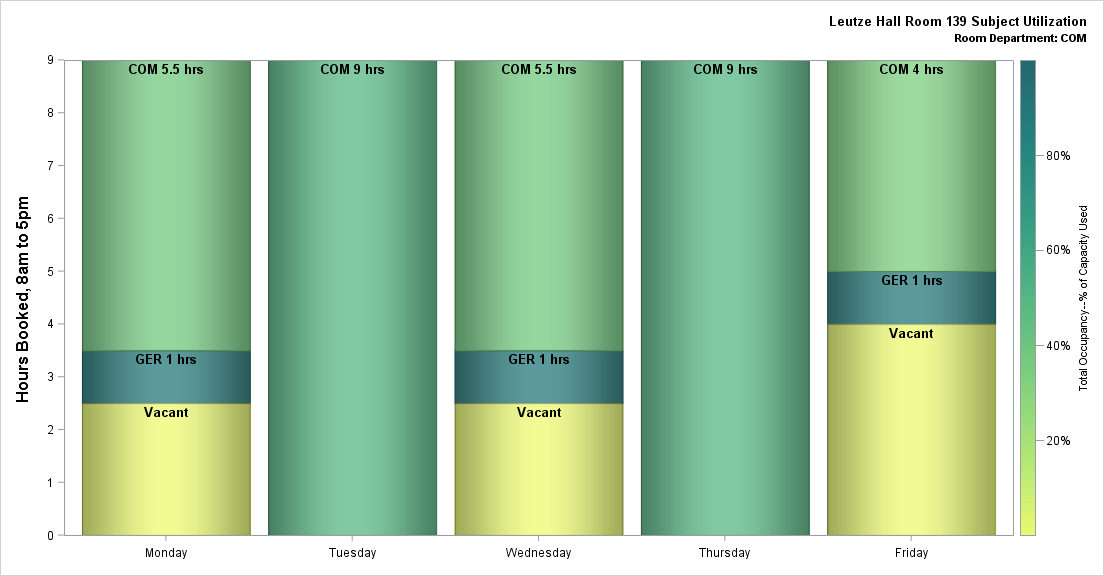 Leutze Hall Room 139 Subject Utilization
Room Department: COM
Hours Booked, 8am to 5pm
9
8
7
6
5
4
3
2
1
0
COM 5.5 hrs
GER 1 hrs
Vacant
COM 9 hrs
COM 5.5 hrs
GER 1 hrs
Vacant
COM 9 hrs
COM 4 hrs
GER 1 hrs
Vacant
Monday
Tuesday
Wednesday
Thursday
Friday
80%
60%
40%
20%
Total Occupancy--% of Capacity Used